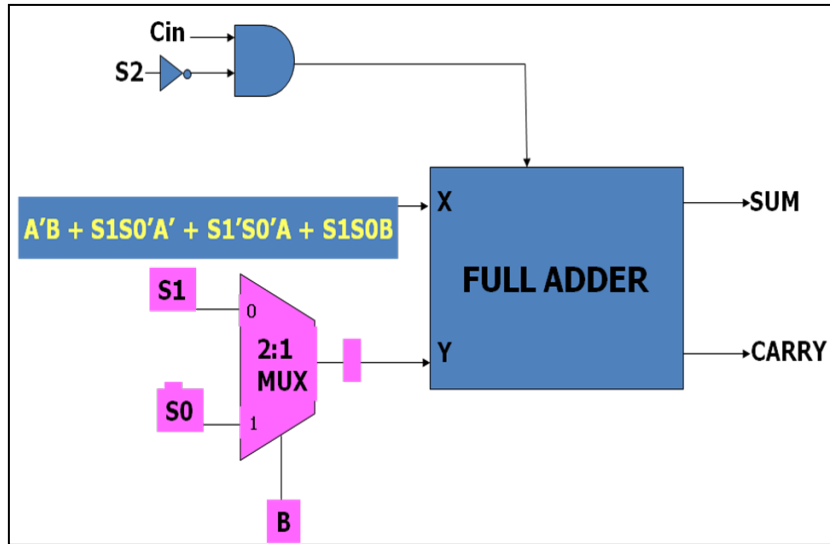 Cin
S2
A'B + S1S0'A' + S1'S0'A + S1S0B
X
SUM
S1
0
FULL ADDER
2:1
MUX
Y
CARRY
S0
1
B